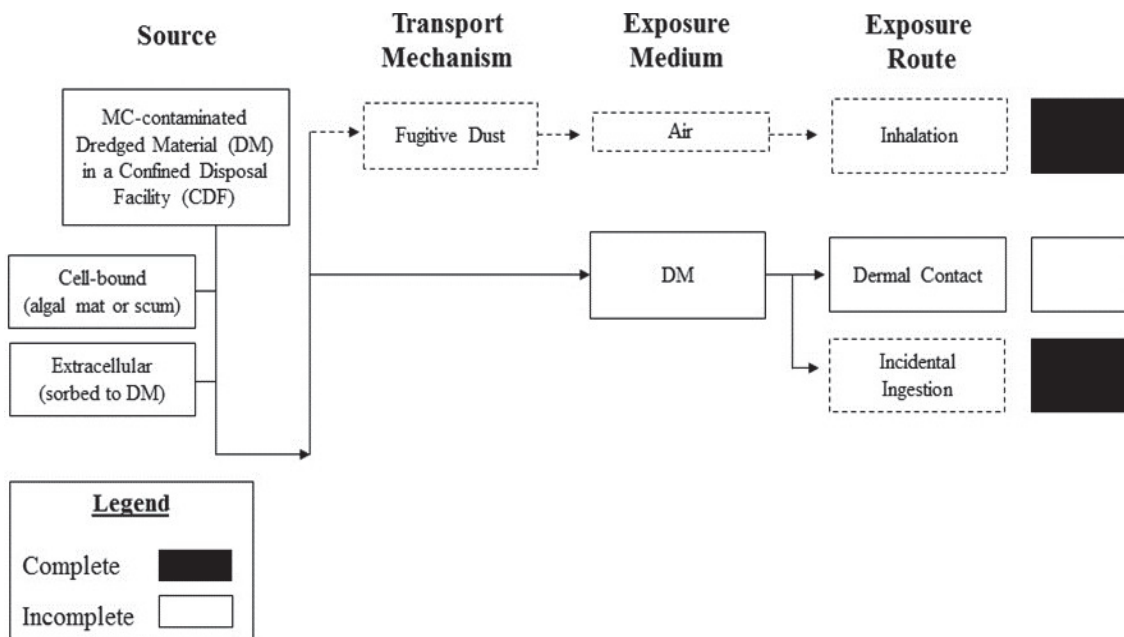 Source
Transport
Mechanism
Exposure
Medium
Exposure
Route
MC-contaminated
Dredged Material (DM)
in a Confined Disposal
Facility (CDF)
Fugitive Dust
Air
Inhalation
Cell-bound
(algal mat or scum)
DM
Dermal Contact
Extracellular
(sorbed to DM)
Incidental
Ingestion
Legend
Complete
Incomplete